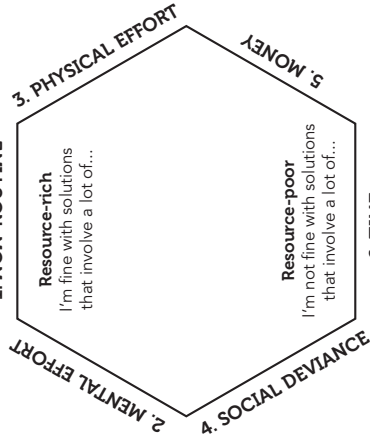 3. PHYSICAL EFFORT
5. MONEY
Resource-rich
I'm fine with solutions
that involve a lot of...
Resource-poor
I'm not fine with solutions
that involve a lot of...
2. MENTAL EFFORT
4. SOCIAL DEVIANCE